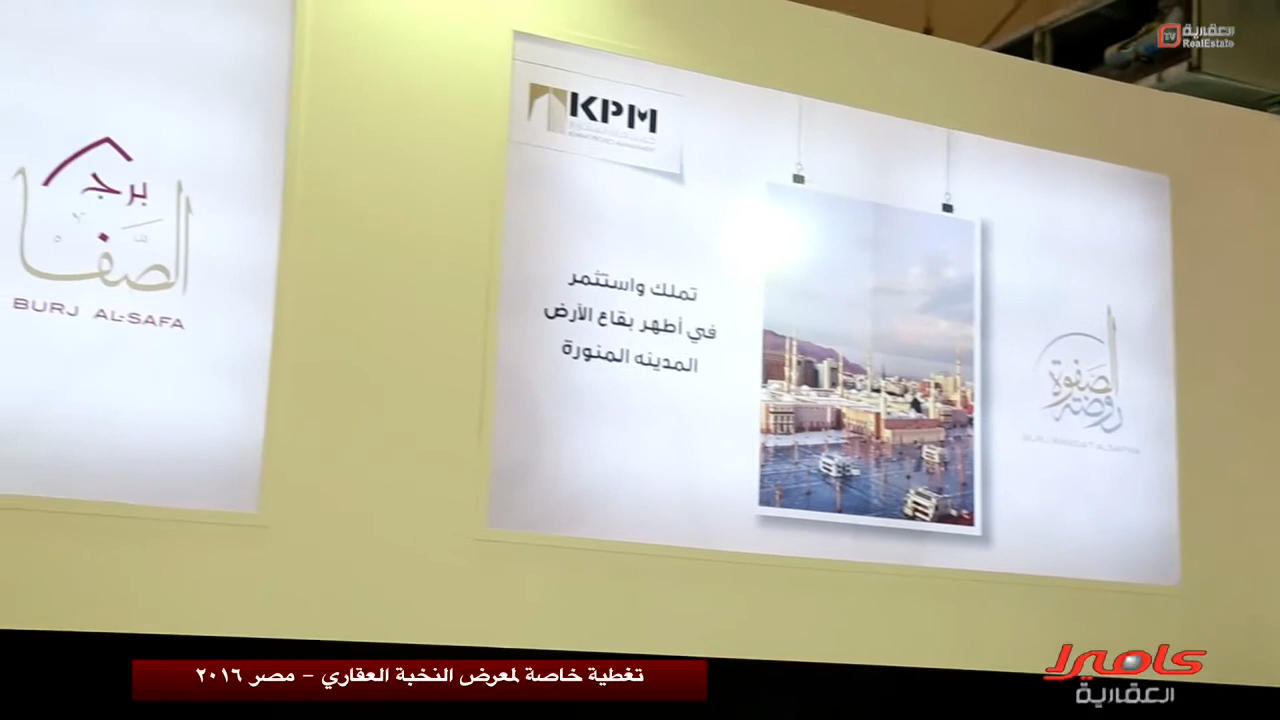 العقارية
TV
RealEstate
KPM
برج
الصفا
BURJ AL-SAFA
تملك واستثمر
في أطهر بقاع الأرض
المدينه المنورة
روضة
الصفوة
تغطية خاصة لمعرض النخبة العقاري - مصر ٢٠١٦
كاميرا
العقارية